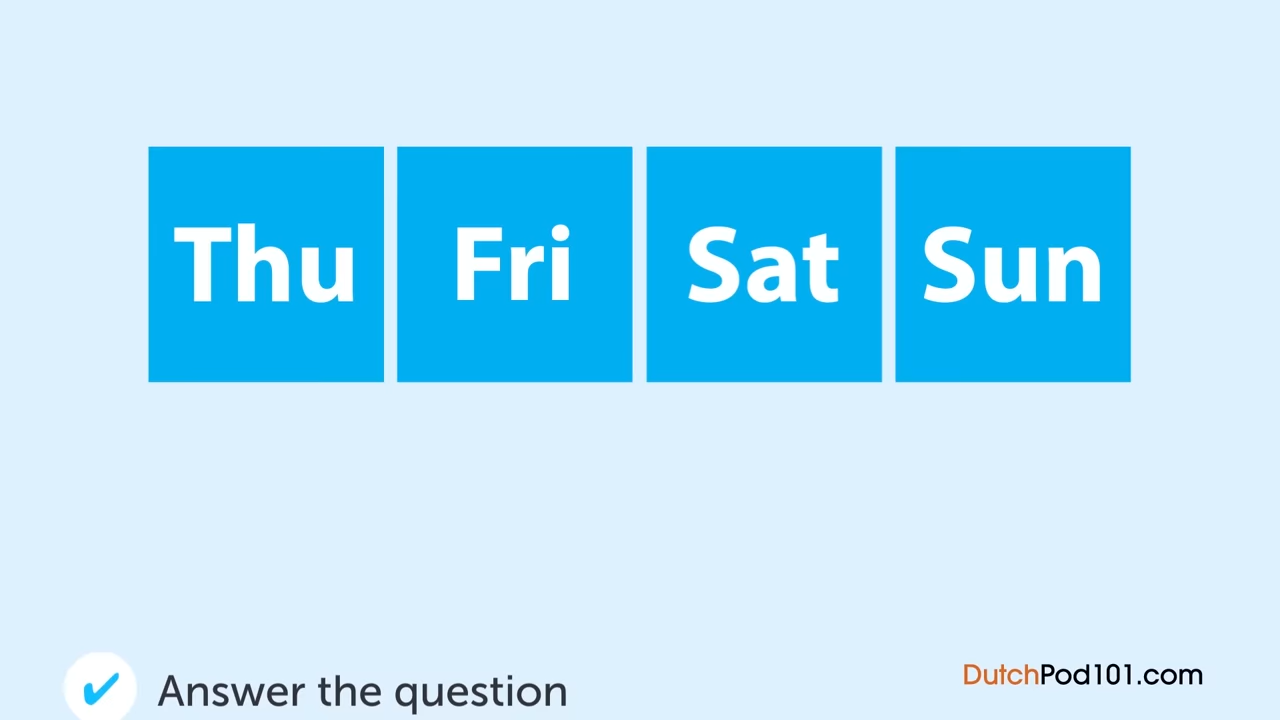 Thu Fri Sat Sun
✔ Answer the question
DutchPod101.com